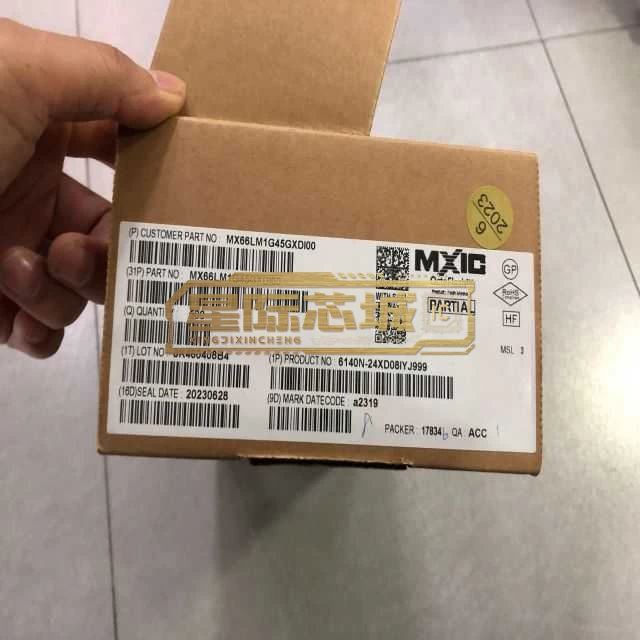 6
2023
(P) CUSTOMER PART NO : MX66LM1G45GXDI00
MXIC
GP
(31P) PART NO : MX66LM1
RoHS
PARTIAL
HF
(Q) QUANTI
星际芯城
XINGJIXINCHENG
MSL 3
(1T) LOT NO
(1P) PRODUCT NO : 6140N-24XD08IYJ999
(16D)SEAL DATE : 20230628
(9D) MARK DATECODE : a2319
PACKER : 17834 QA : ACC